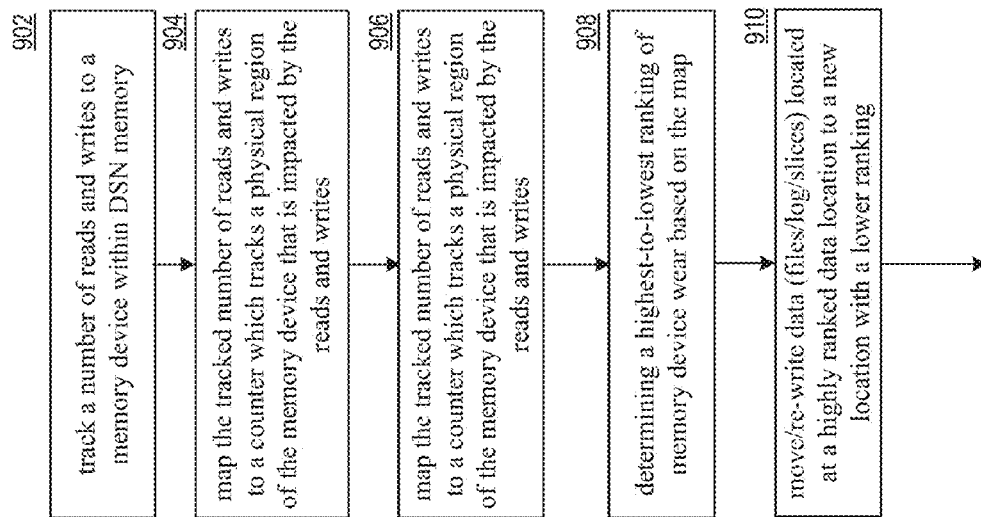 902
track a number of reads and writes to a
memory device within DSN memory
904
map the tracked number of reads and writes
to a counter which tracks a physical region
of the memory device that is impacted by the
reads and writes
906
map the tracked number of reads and writes
to a counter which tracks a physical region
of the memory device that is impacted by the
reads and writes
908
determining a highest-to-lowest ranking of
memory device wear based on the map
910
move/re-write data (files/log/slices) located
at a highly ranked data location to a new
location with a lower ranking